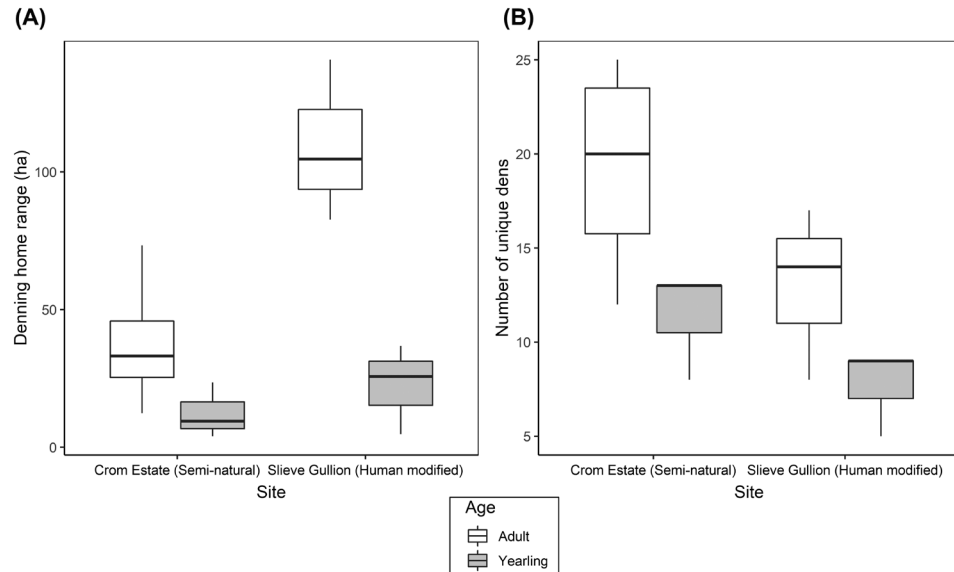 (A)
Denning home range (ha)
100
50
0
Crom Estate (Semi-natural) Slieve Gullion (Human modified)
Site
(B)
Number of unique dens
25
20
15
10
5
Crom Estate (Semi-natural) Slieve Gullion (Human modified)
Site
Age
Adult
Yearling